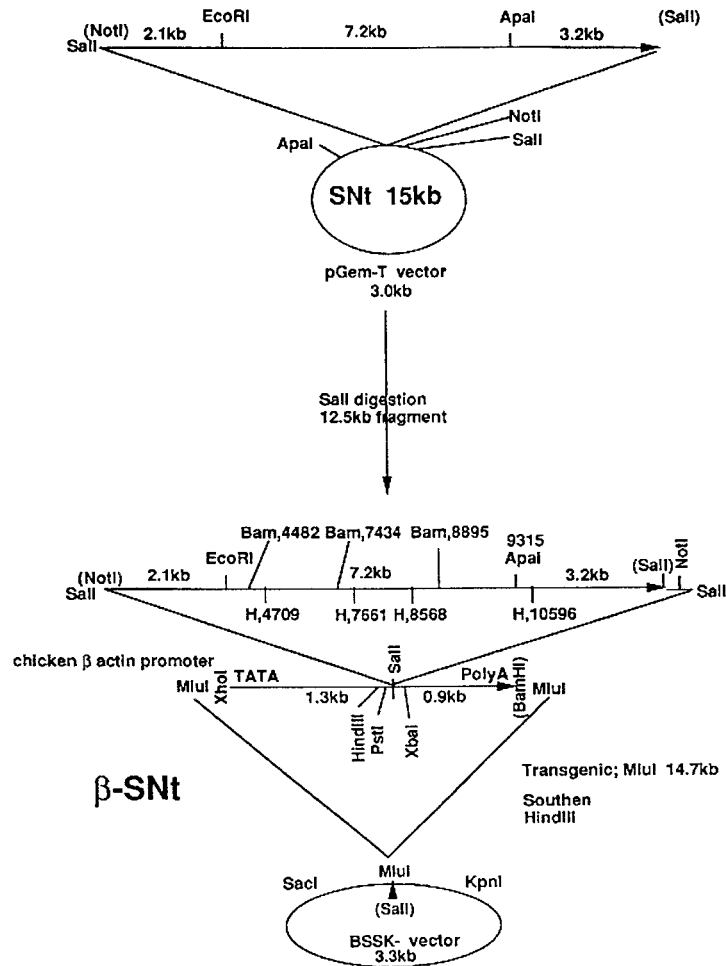 EcoRI
ApaI
(SalI)
(NotI)
SalI
2.1kb
7.2kb
3.2kb
NotI
SalI
ApaI
SNt 15kb
pGem-T vector
3.0kb
SalI digestion
12.5kb fragment
Bam,4482 Bam,7434 Bam,8895
9315
ApaI
EcoRI
(SalI)
NotI
(NotI)
SalI
2.1kb
7.2kb
3.2kb
SalI
H,4709
H,7661
H,8568
H,10596
chicken β actin promoter
SalI
MluI
XhoI
TATA
PolyA
(BamHI)
MluI
1.3kb
0.9kb
HindIII
PstI
XbaI
Transgenic; MluI 14.7kb
Southen
HindIII
β-SNt
MluI
SacI
KpnI
(SalI)
BSSK- vector
3.3kb